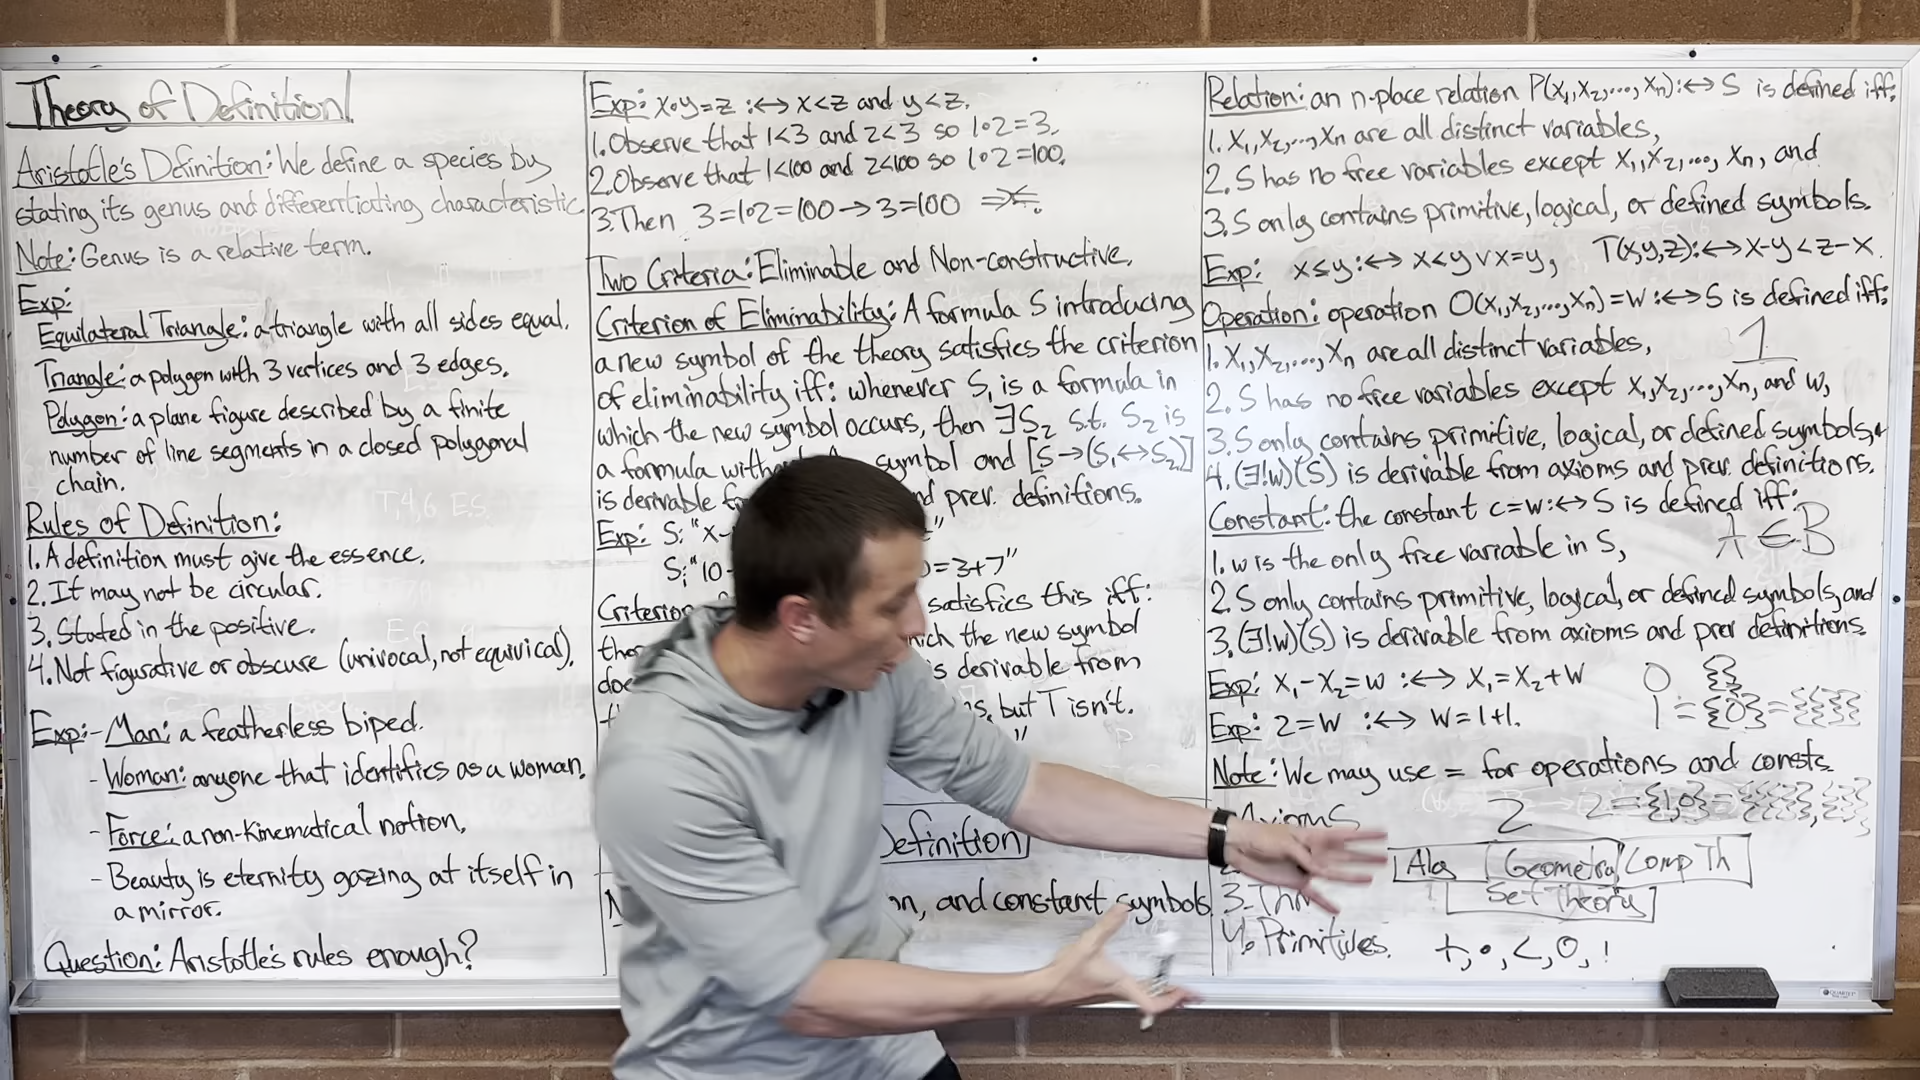 Theory of Definition
Aristotle's Definition: We define a species by
stating its genus and differentiating characteristic.
Note: Genus is a relative term.
Exp:
Equilateral Triangle: a triangle with all sides equal.
Triangle: a polygon with 3 vertices and 3 edges.
Polygon: a plane figure described by a finite
number of line segments in a closed polygonal
chain.
Rules of Definition:
1. A definition must give the essence.
2. It may not be circular.
3. Stated in the positive.
4. Not figurative or obscure (univocal, not equivical).
Exp: - Man: a featherless biped.
- Woman: anyone that identifies as a woman.
- Force: a non-kinematical notion.
- Beauty is eternity gazing at itself in
a mirror.
Question: Aristotle's rules enough?
Exp: x∘y=z :↔ x<z and y<z.
1. Observe that 1<3 and 2<3 so 1∘2=3.
2. Observe that 1<100 and 2<100 so 1∘2=100.
3. Then 3=1∘2=100→3=100
Two Criteria: Eliminable and Non-constructive.
Criterion of Eliminability: A formula S introducing
a new symbol of the theory satisfies the criterion
of eliminability iff: whenever S₁ is a formula in
which the new symbol occurs, then ∃S₂ s.t. S₂ is
a formula symbol and [S→(S₁↔S₂)]
is derivable prev. definitions.
Exp: S: "x-
S₁: "10- =3+7"
Criterion satisfies this iff:
which the new symbol
is derivable from
but T isn't.
Definition
and constant symbols
Relation: an n-place relation P(x₁,x₂,...,xₙ):↔S is defined iff:
1. x₁,x₂,...,xₙ are all distinct variables,
2. S has no free variables except x₁,x₂,...,xₙ, and
3. S only contains primitive, logical, or defined symbols.
Exp: x≤y:↔x<y∨x=y, T(x,y,z):↔x-y<z-x.
Operation: operation O(x₁,x₂,...,xₙ)=w:↔S is defined iff:
1
1. x₁,x₂,...,xₙ are all distinct variables,
2. S has no free variables except x₁,x₂,...,xₙ, and w,
3. S only contains primitive, logical, or defined symbols,
4. (∃!w)(S) is derivable from axioms and prev. definitions.
Constant: the constant c=w:↔S is defined iff:
A∈B
1. w is the only free variable in S,
2. S only contains primitive, logical, or defined symbols, and
3. (∃!w)(S) is derivable from axioms and prev definitions.
Exp: x₁-x₂=w :↔ x₁=x₂+w
0 {}
1={0}={{}}
Exp: 2=w :↔ w=1+1.
Note: We may use = for operations and consts.
Axioms
2
Alg Geometry Comp Th
3. Thm
Set Theory
4. Primitives. +,∘,<,0,1